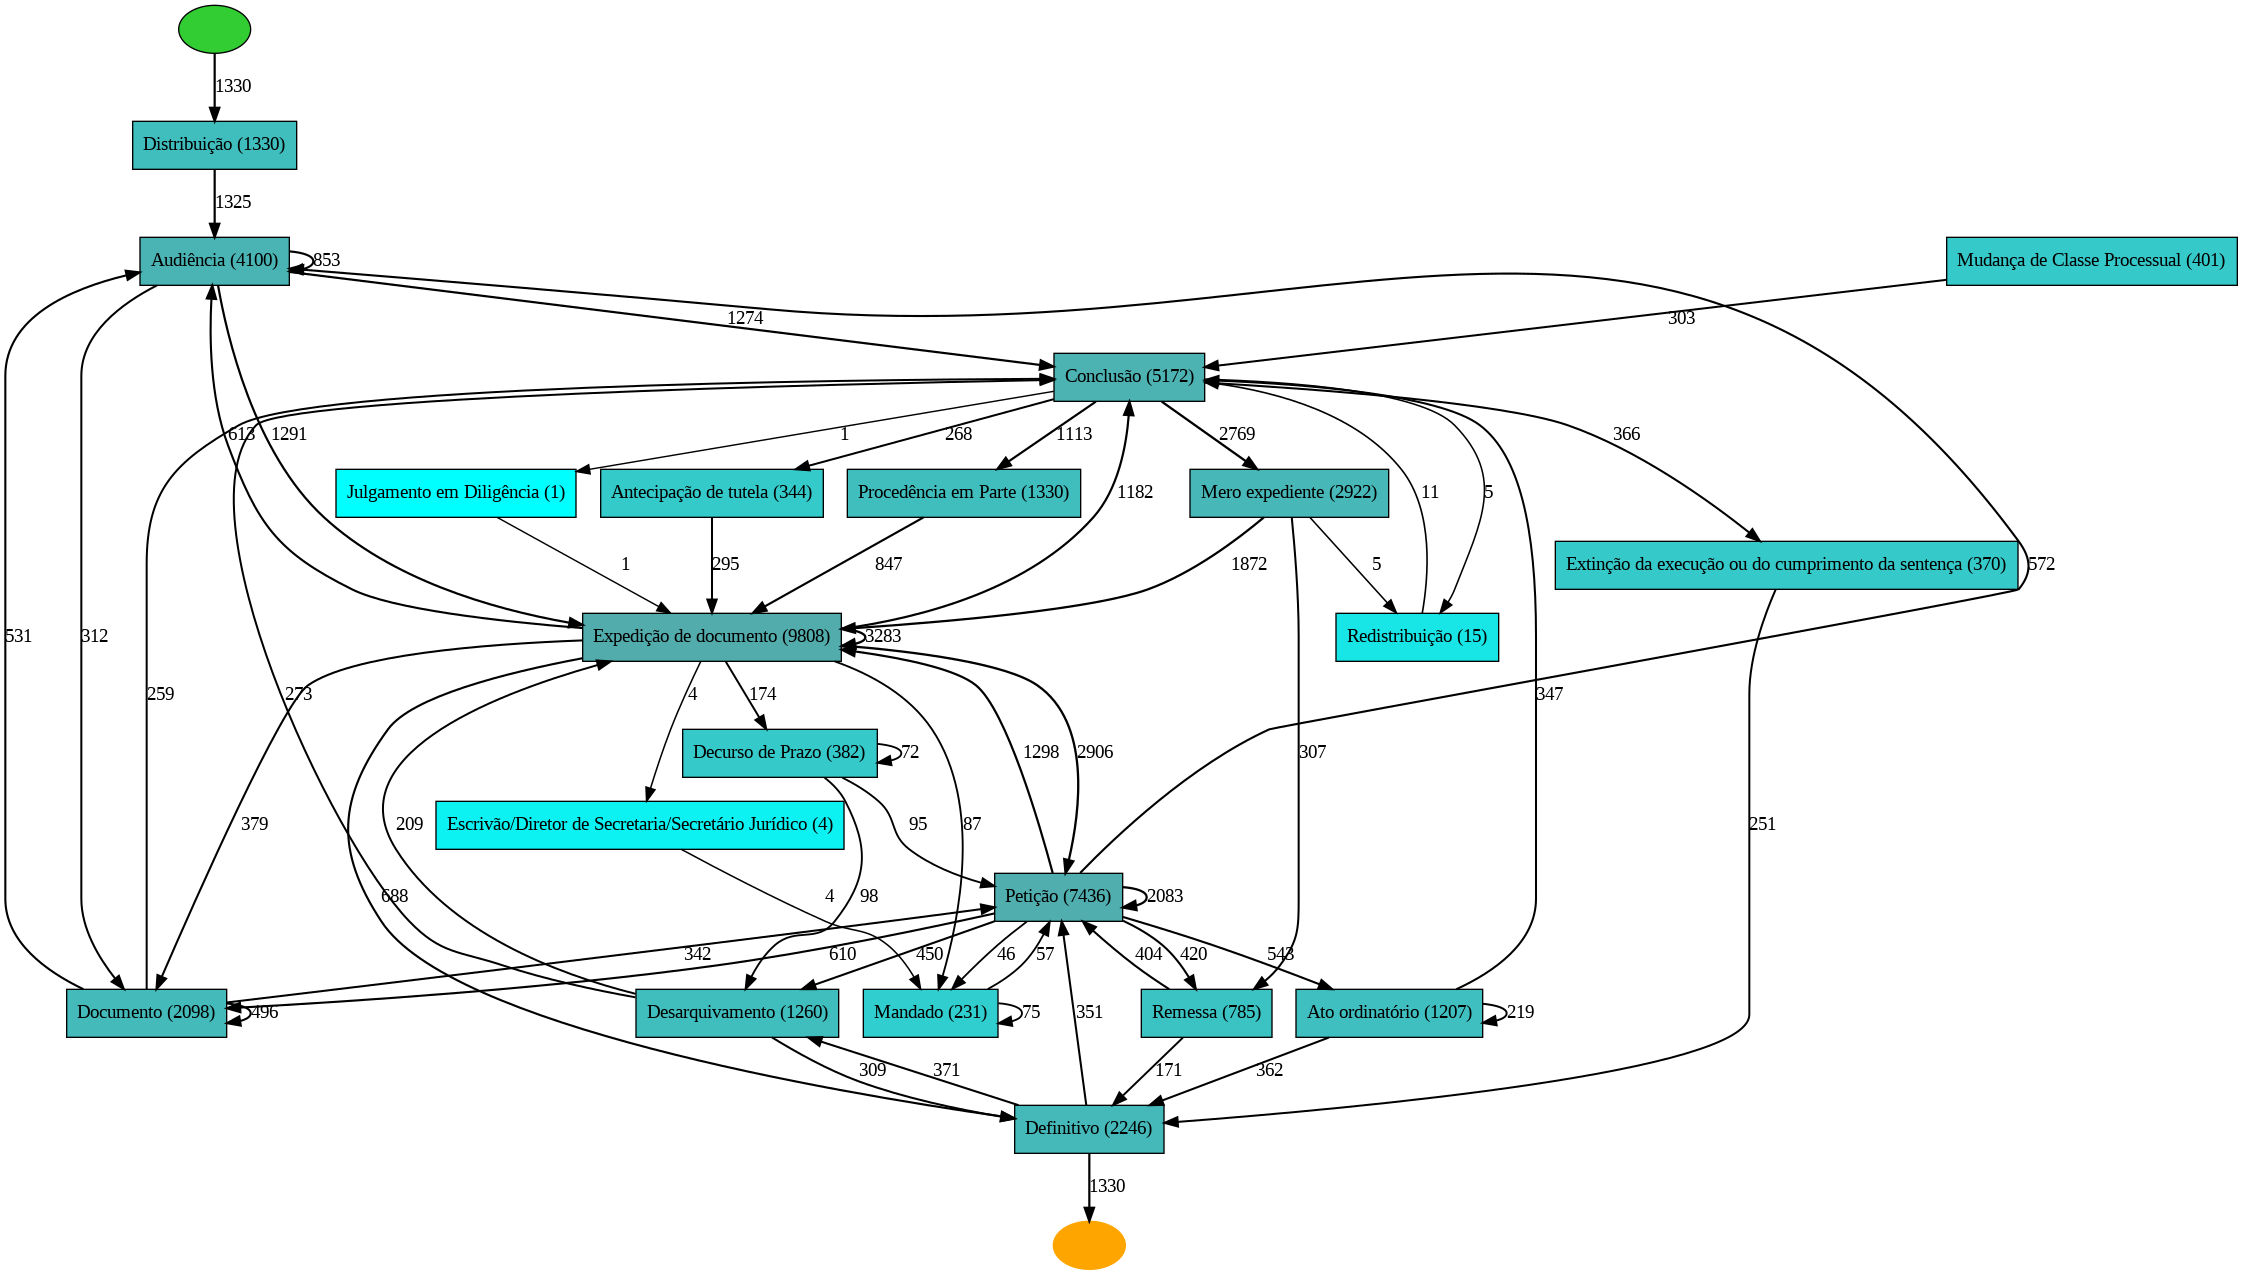 1330
Distribuição (1330)
1325
Audiência (4100)
853
Mudança de Classe Processual (401)
1274
303
Conclusão (5172)
613
1291
1
268
1113
2769
366
Julgamento em Diligência (1)
Antecipação de tutela (344)
Procedência em Parte (1330)
Mero expediente (2922)
1182
11
5
1
295
847
1872
5
Extinção da execução ou do cumprimento da sentença (370)
572
531
312
Expedição de documento (9808)
3283
Redistribuição (15)
259
273
4
174
347
Decurso de Prazo (382)
72
1298
2906
307
379
209
Escrivão/Diretor de Secretaria/Secretário Jurídico (4)
95
87
251
688
4
98
Petição (7436)
2083
342
610
450
46
57
404
420
543
Documento (2098)
496
Desarquivamento (1260)
Mandado (231)
75
351
Remessa (785)
Ato ordinatório (1207)
219
309
371
171
362
Definitivo (2246)
1330